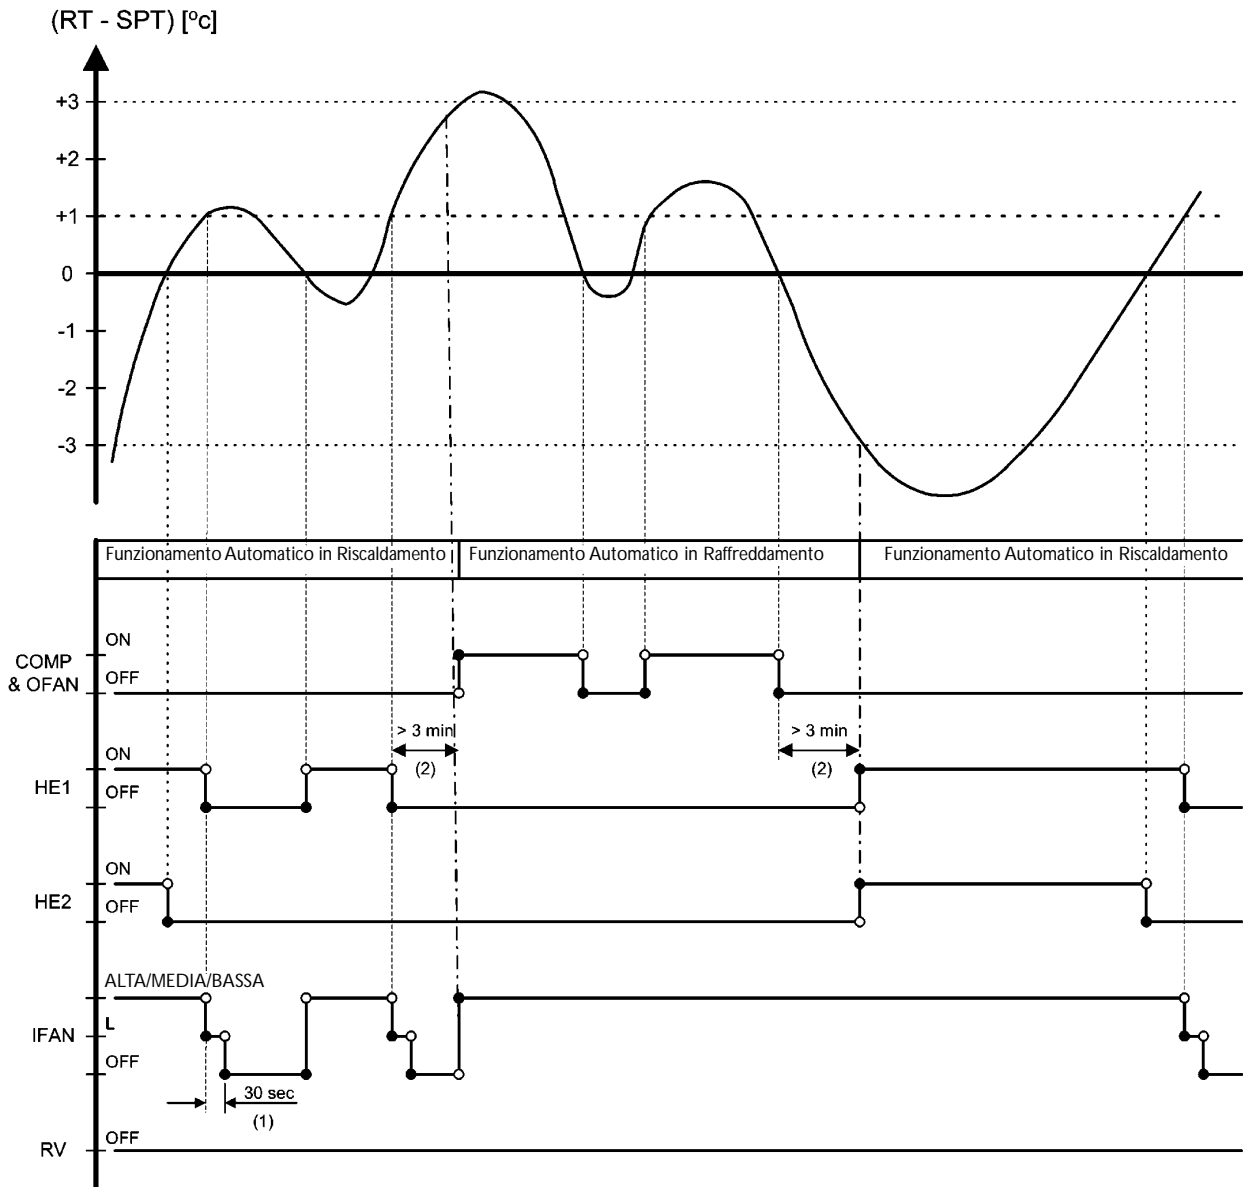 (RT - SPT) [ºc]
+3
+2
+1
0
-1
-2
-3
Funzionamento Automatico in Riscaldamento
Funzionamento Automatico in Raffreddamento
Funzionamento Automatico in Riscaldamento
COMP
& OFAN
ON
OFF
> 3 min
(2)
> 3 min
(2)
HE1
ON
OFF
HE2
ON
OFF
ALTA/MEDIA/BASSA
IFAN
L
OFF
30 sec
(1)
RV
OFF